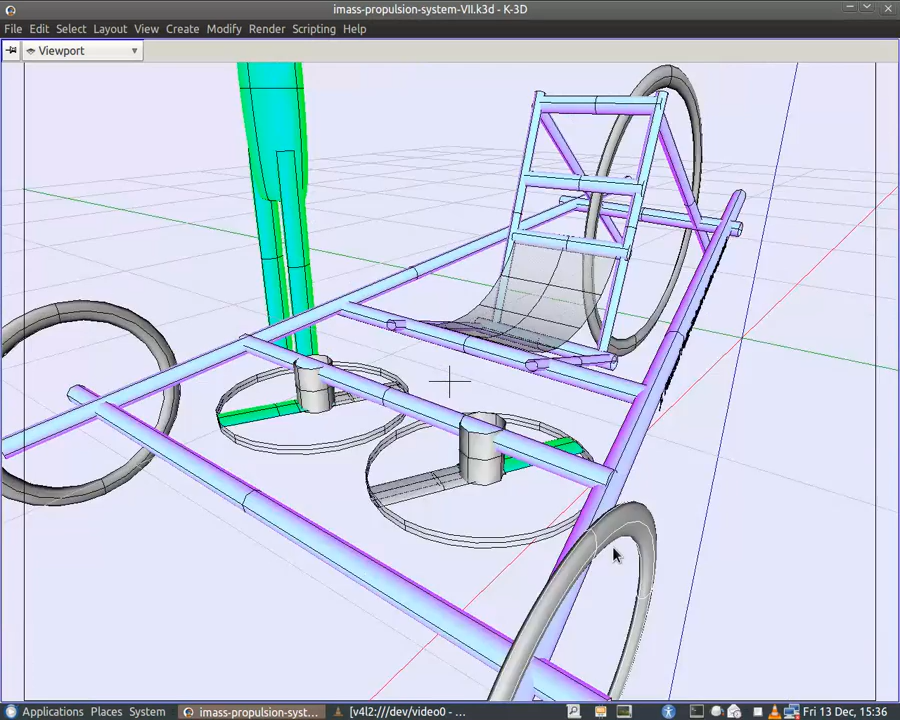 imass-propulsion-system-VII.k3d - K-3D
File Edit Select Layout View Create Modify Render Scripting Help
Viewport
Applications Places System imass-propulsion-syst... [v4l2:///dev/video0 - ... Fri 13 Dec, 15:36